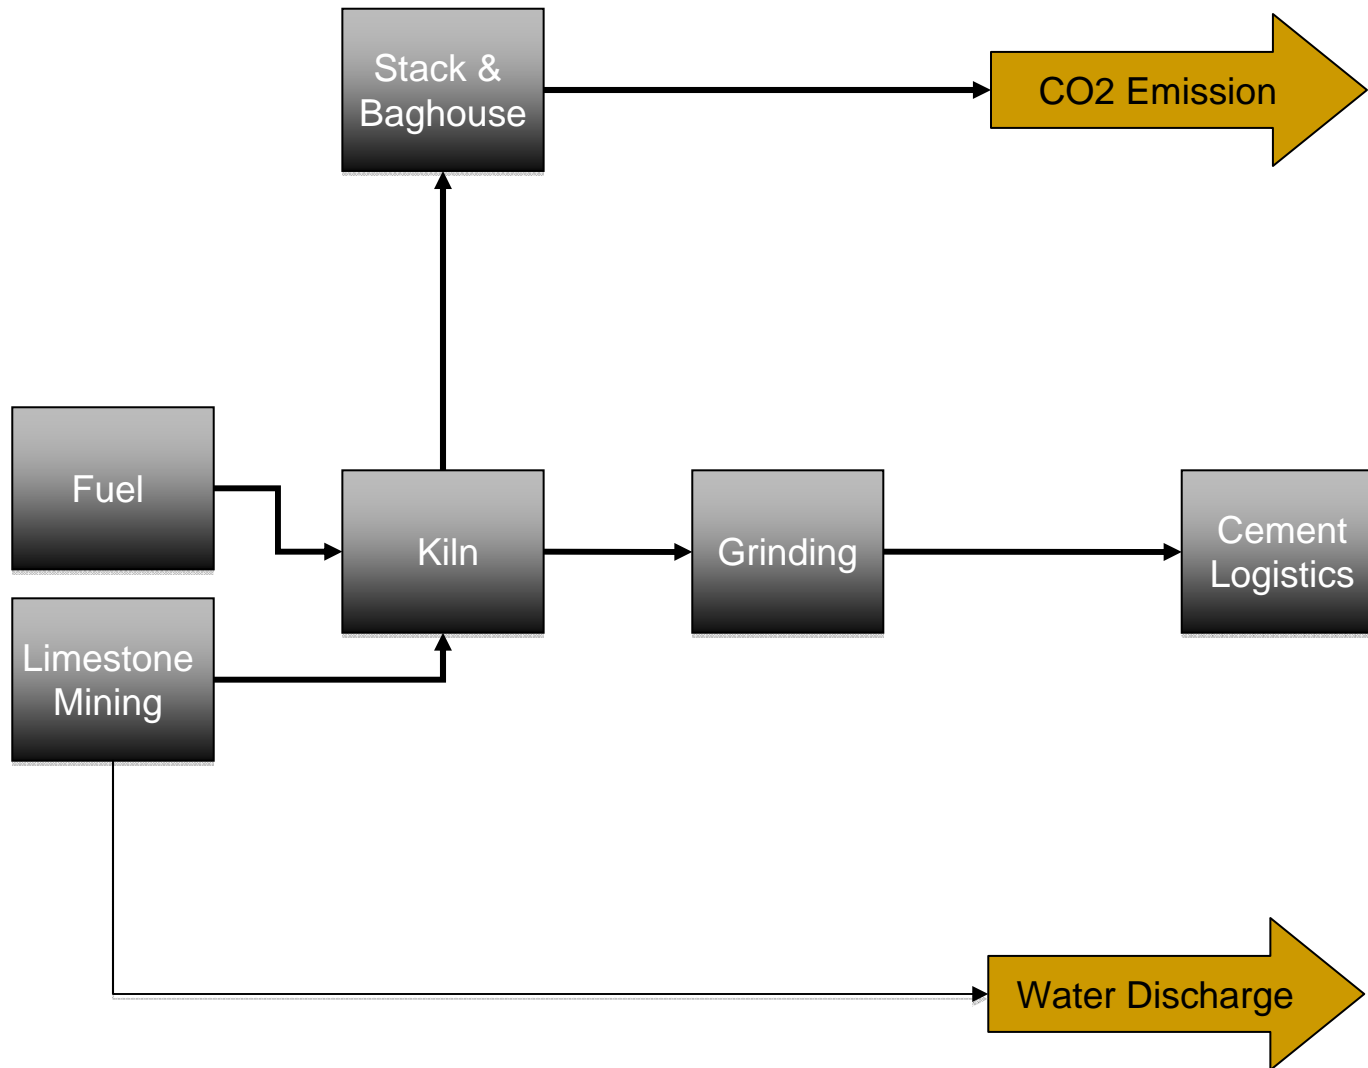 Stack &
Baghouse
CO2 Emission
Fuel
Kiln
Grinding
Cement
Logistics
Limestone
Mining
Water Discharge